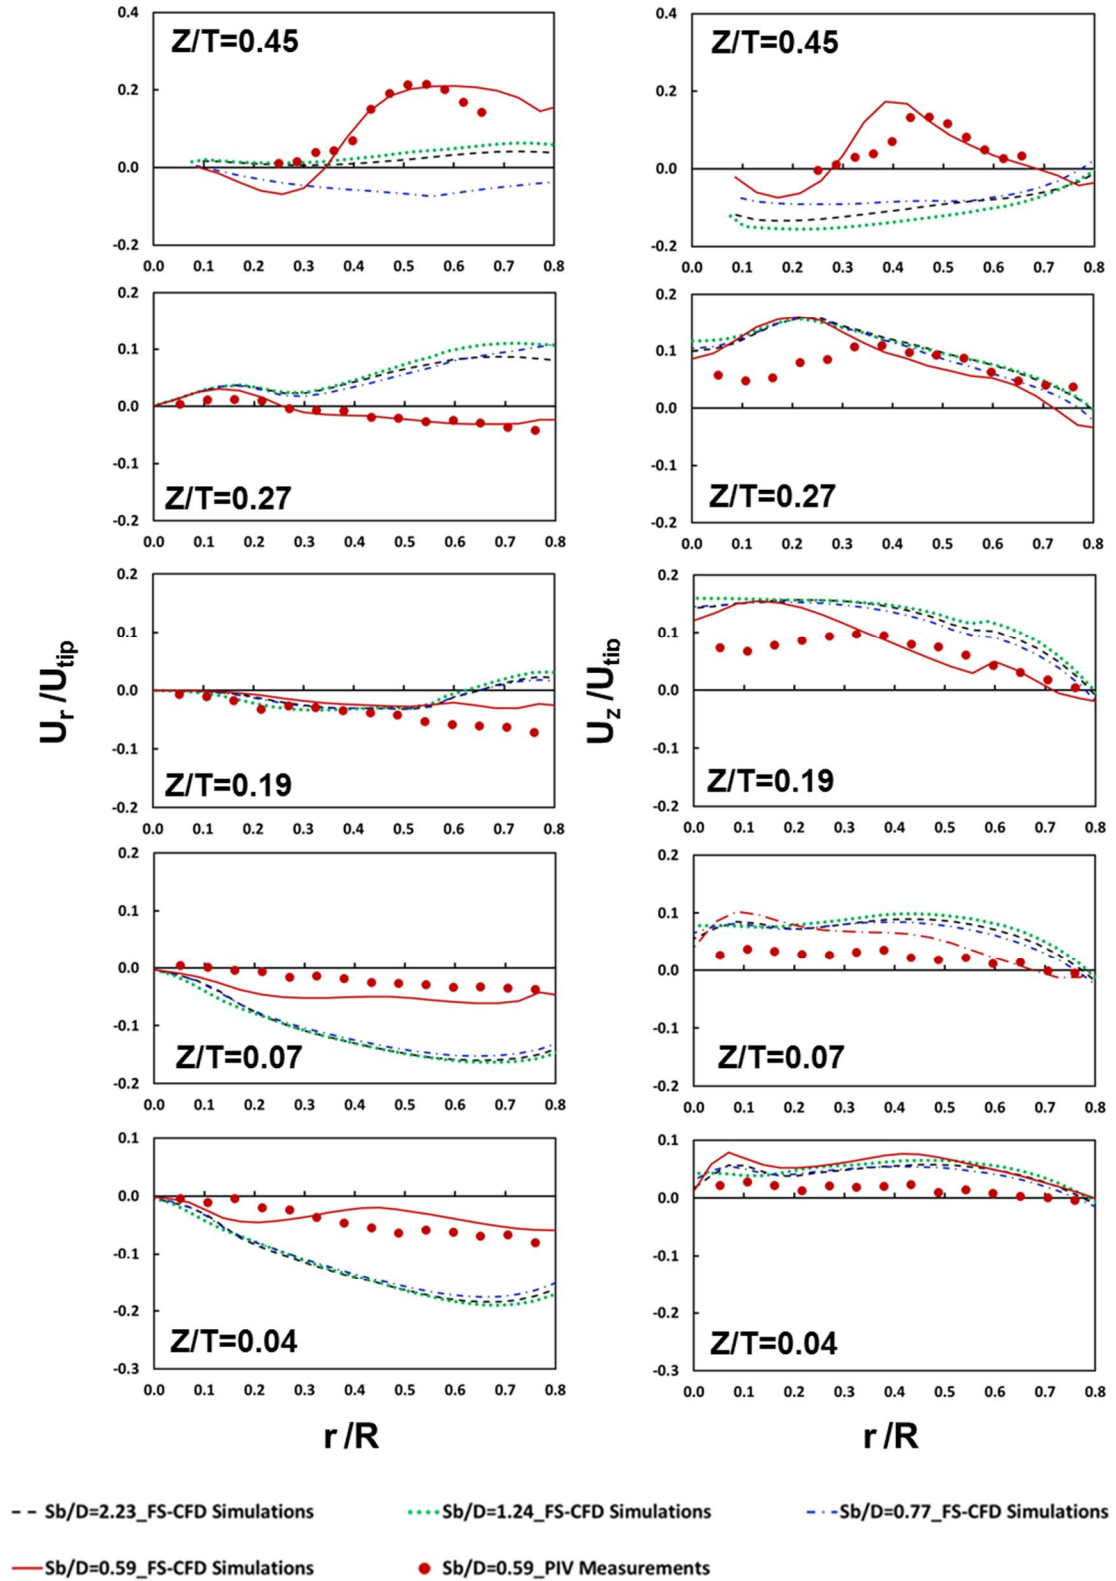 0.4
Z/T=0.45
0.2
0.0
-0.2
0.0 0.1 0.2 0.3 0.4 0.5 0.6 0.7 0.8
0.4
Z/T=0.45
0.2
0.0
-0.2
0.0 0.1 0.2 0.3 0.4 0.5 0.6 0.7 0.8
0.2
0.1
0.0
-0.1
Z/T=0.27
-0.2
0.0 0.1 0.2 0.3 0.4 0.5 0.6 0.7 0.8
0.2
0.1
0.0
-0.1
Z/T=0.27
-0.2
0.0 0.1 0.2 0.3 0.4 0.5 0.6 0.7 0.8
Ur /Utip
0.2
0.1
0.0
-0.1
Z/T=0.19
-0.2
0.0 0.1 0.2 0.3 0.4 0.5 0.6 0.7 0.8
Uz /Utip
0.2
0.1
0.0
-0.1
Z/T=0.19
-0.2
0.0 0.1 0.2 0.3 0.4 0.5 0.6 0.7 0.8
0.2
0.1
0.0
-0.1
Z/T=0.07
-0.2
0.0 0.1 0.2 0.3 0.4 0.5 0.6 0.7 0.8
0.2
0.1
0.0
-0.1
Z/T=0.07
-0.2
0.0 0.1 0.2 0.3 0.4 0.5 0.6 0.7 0.8
0.1
0.0
-0.1
-0.2
Z/T=0.04
-0.3
0.0 0.1 0.2 0.3 0.4 0.5 0.6 0.7 0.8
0.1
0.0
-0.1
-0.2
Z/T=0.04
-0.3
0.0 0.1 0.2 0.3 0.4 0.5 0.6 0.7 0.8
r /R
r /R
Sb/D=2.23_FS-CFD Simulations
Sb/D=1.24_FS-CFD Simulations
Sb/D=0.77_FS-CFD Simulations
Sb/D=0.59_FS-CFD Simulations
Sb/D=0.59_PIV Measurements